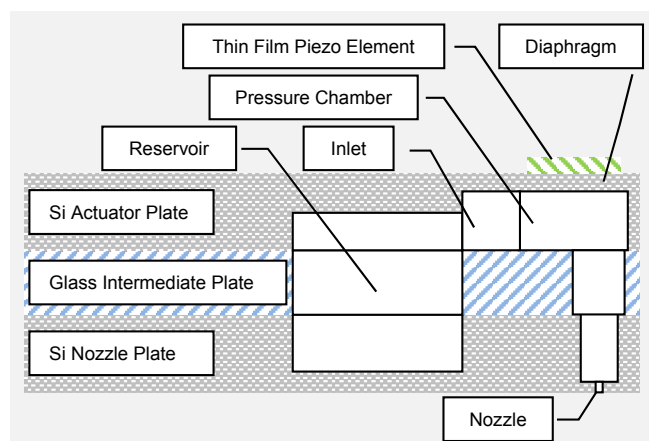 Thin Film Piezo Element
Diaphragm
Pressure Chamber
Reservoir
Inlet
Si Actuator Plate
Glass Intermediate Plate
Si Nozzle Plate
Nozzle